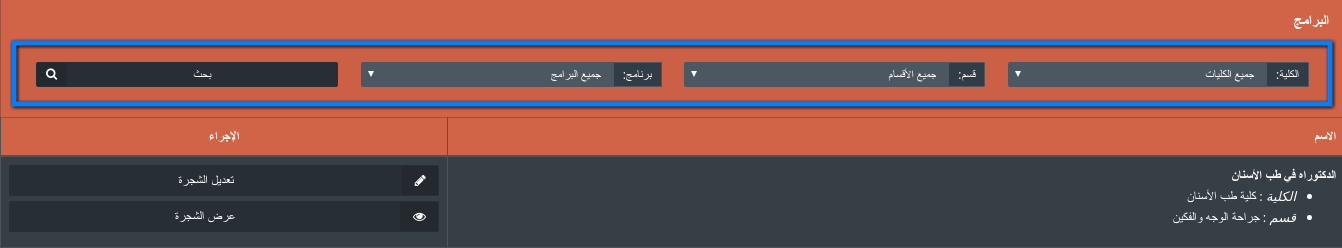 البرامج
الكلية: جميع الكليات قسم: جميع الأقسام برنامج: جميع البرامج بحث
الاسم الإجراء
الدكتوراه في طب الأسنان
الكلية : كلية طب الأسنان
قسم : جراحة الوجه والفكين
تعديل الشجرة
عرض الشجرة